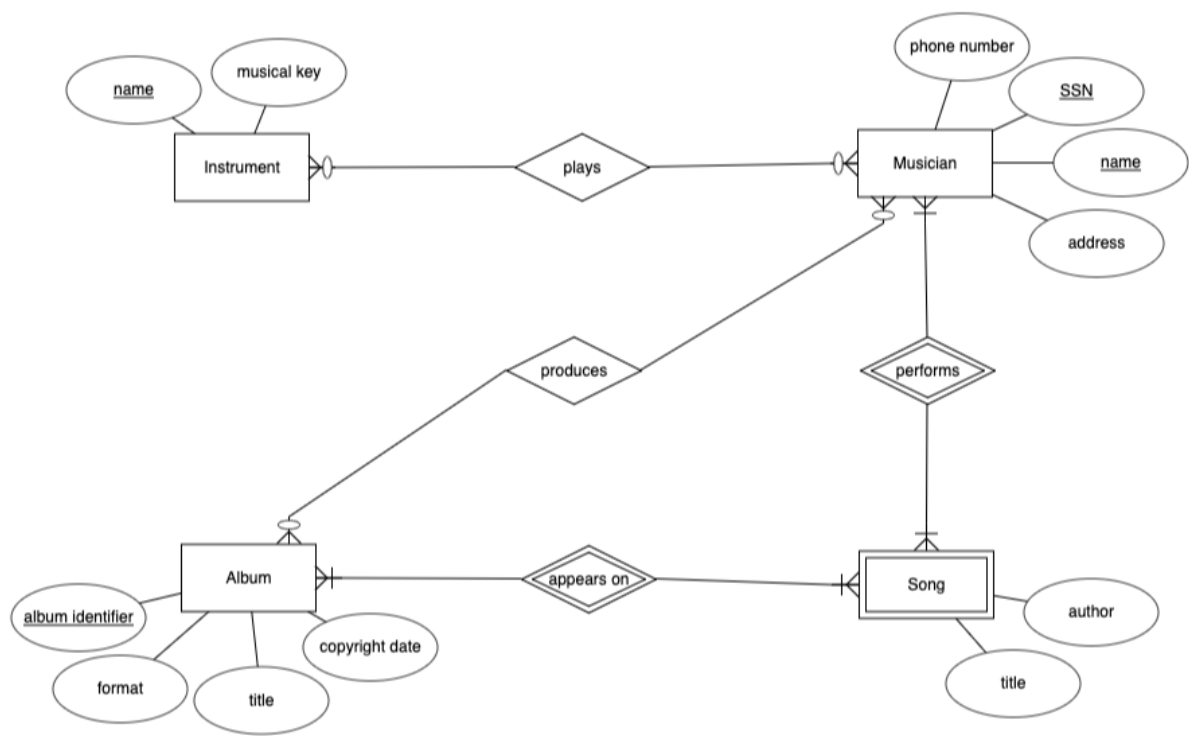 phone number
musical key
name
SSN
Instrument
plays
Musician
name
address
produces
performs
Album
appears on
Song
album identifier
author
copyright date
format
title
title